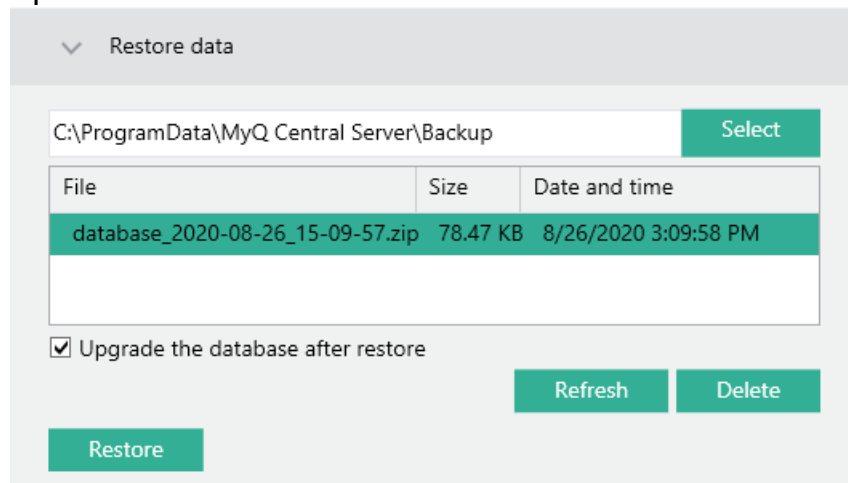 Restore data
C:\ProgramData\MyQ Central Server\Backup Select
File Size Date and time
database_2020-08-26_15-09-57.zip 78.47 KB 8/26/2020 3:09:58 PM
Upgrade the database after restore
Refresh Delete
Restore